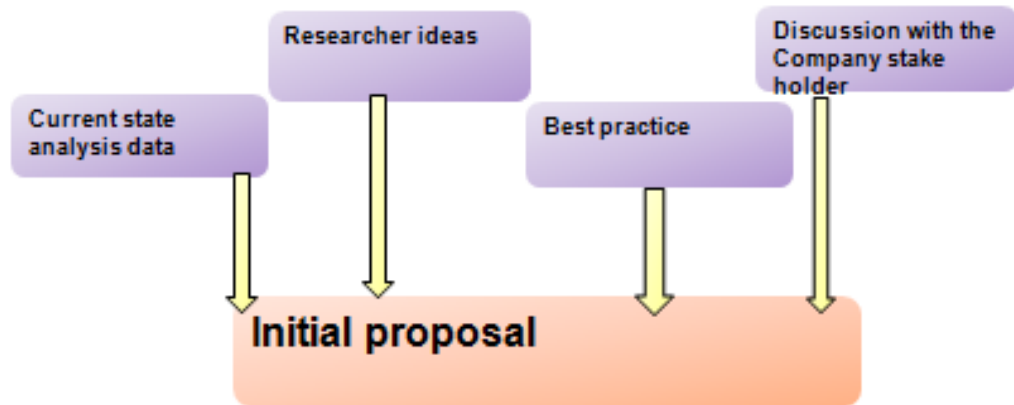 Current state
analysis data
Researcher ideas
Best practice
Discussion with the
Company stake
holder
Initial proposal